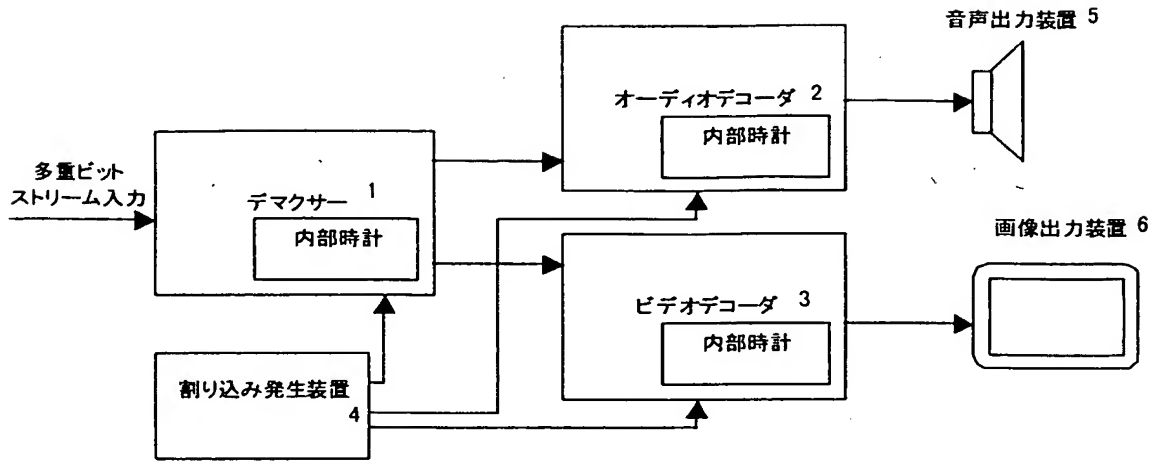 音声出力装置 5
オーディオデコーダ 2
内部時計
多重ビット
ストリーム入力
デマクサー 1
内部時計
画像出力装置 6
ビデオデコーダ 3
内部時計
割り込み発生装置
4